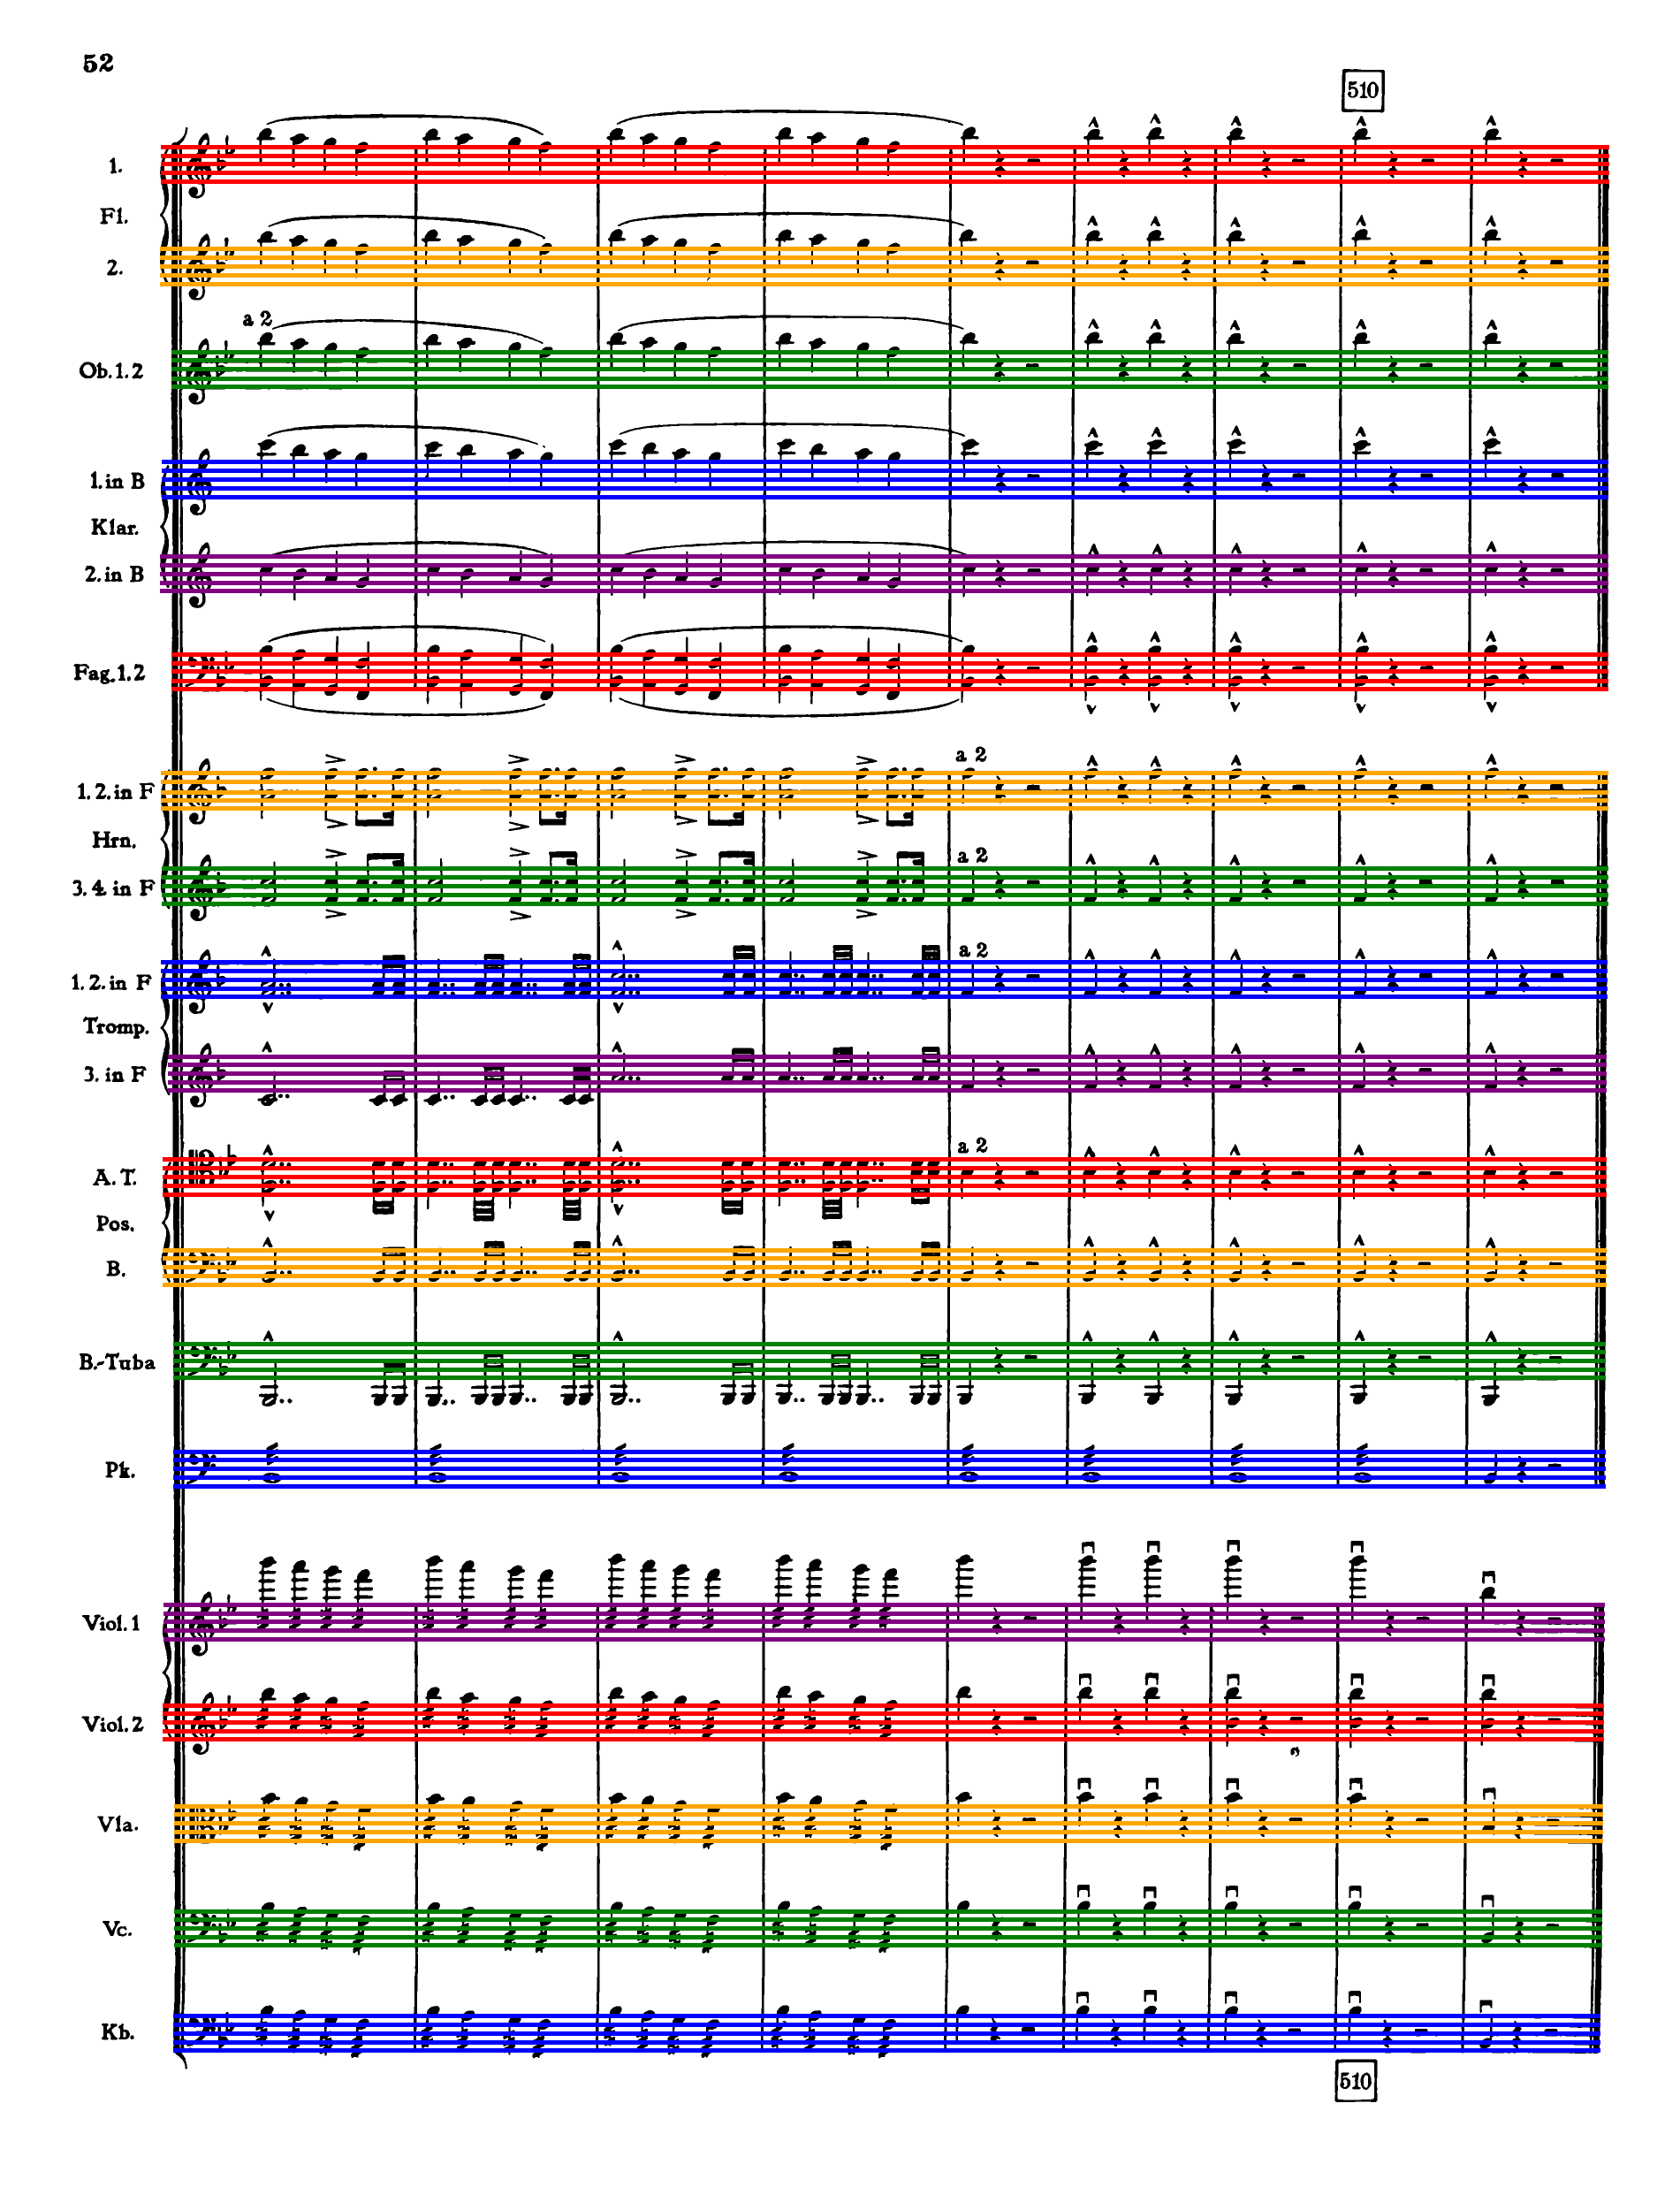 52
510
1.
Fl.
2.
a 2
Ob.1.2
1. in B
Klar.
2. in B
Fag.1.2
a 2
1. 2. in F
Hrn.
a 2
3. 4. in F
a 2
1. 2. in F
Tromp.
3. in F
a 2
A. T.
Pos.
B.
B.-Tuba
Pk.
Viol. 1
Viol. 2
Vla.
Vc.
Kb.
510